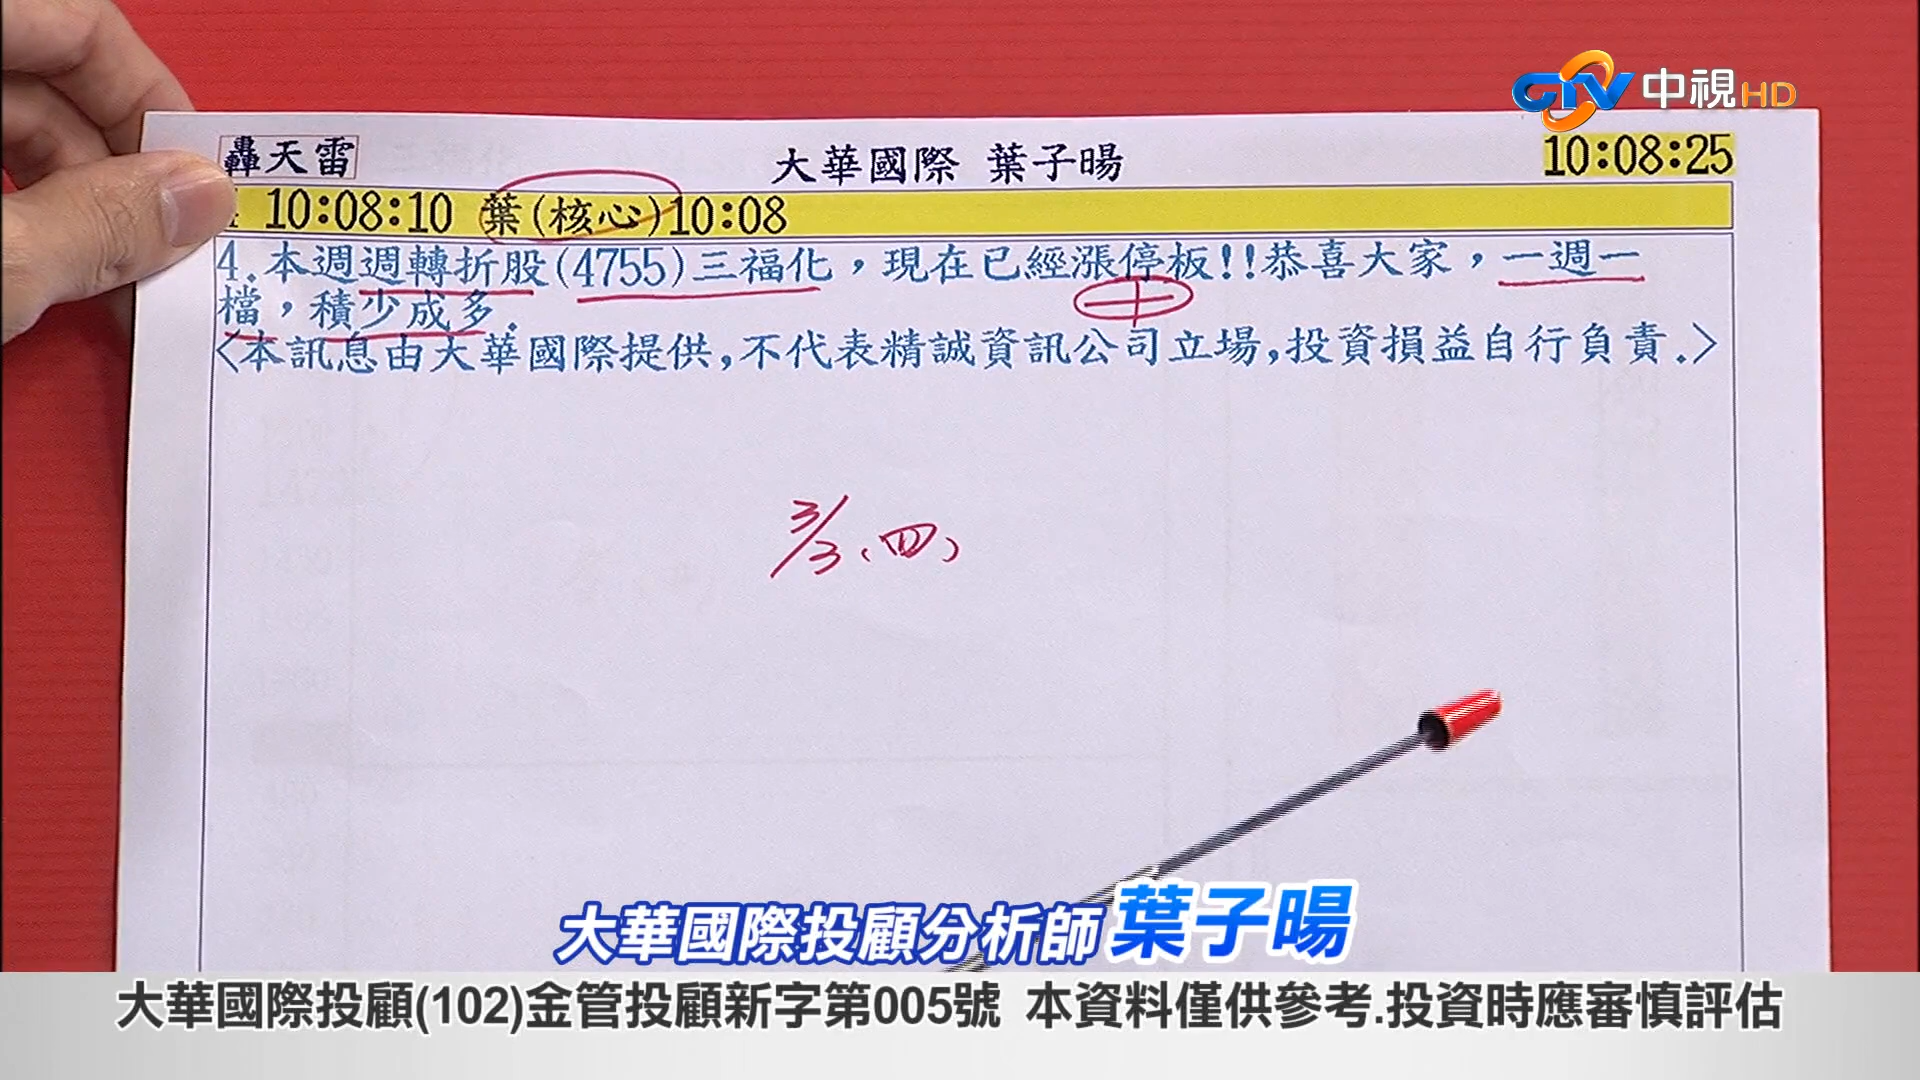 CTV 中視HD
轟天雷 大華國際 葉子暘 10:08:25
10:08:10 葉(核心)10:08
4.本週週轉折股(4755)三福化，現在已經漲停板!!恭喜大家，一週一
檔，積少成多.
<本訊息由大華國際提供,不代表精誠資訊公司立場,投資損益自行負責.>
3/3(四)
大華國際投顧分析師 葉子暘
大華國際投顧(102)金管投顧新字第005號 本資料僅供參考.投資時應審慎評估